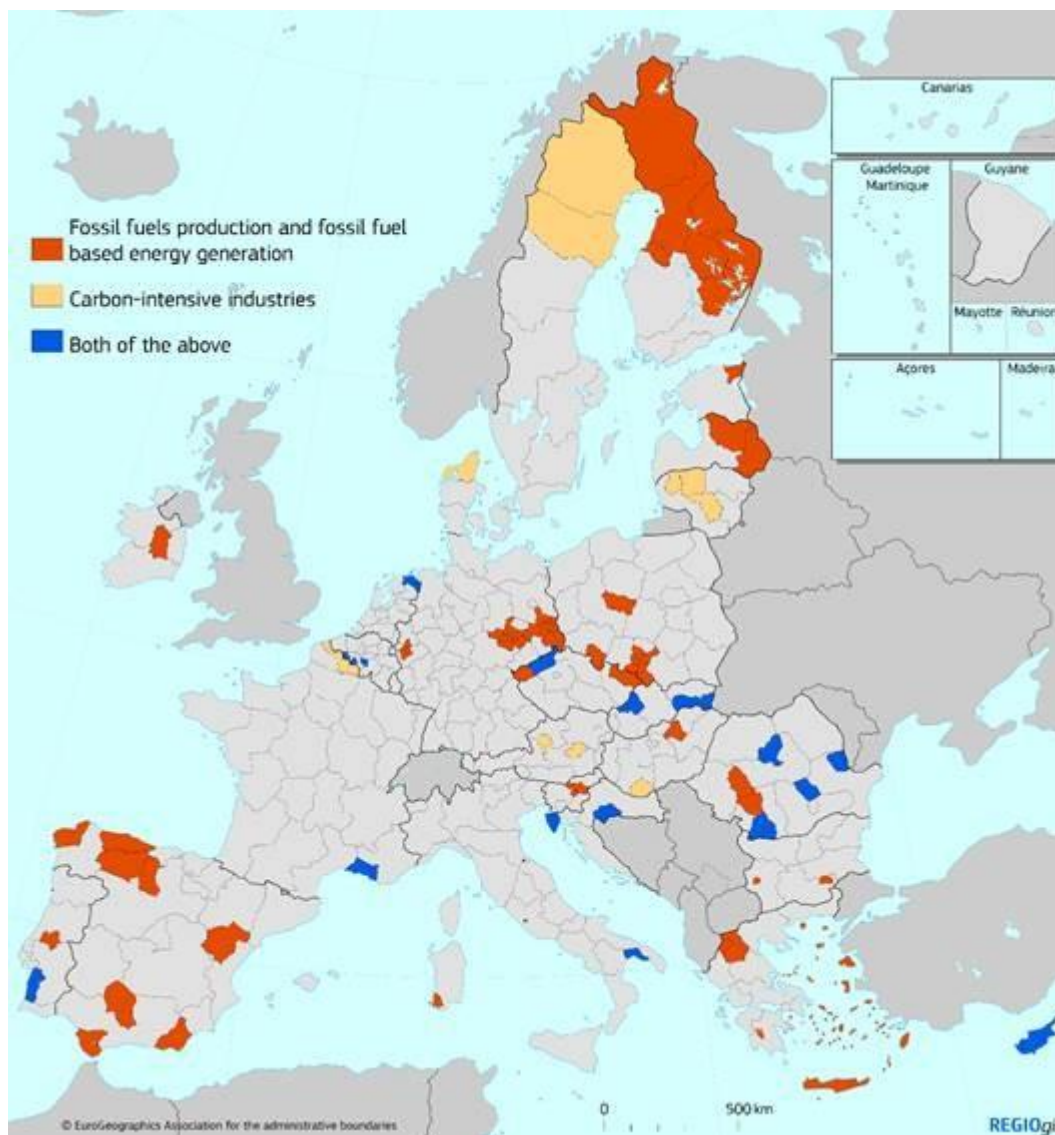 Canarias
Guadeloupe
Martinique
Guyane
Mayotte
Réunion
Açores
Madeira
Fossil fuels production and fossil fuel
based energy generation
Carbon-intensive industries
Both of the above
0
500 km
© EuroGeographics Association for the administrative boundaries
REGIOgi